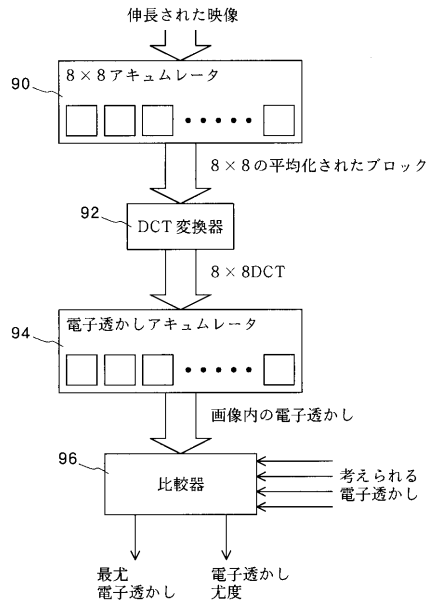 伸長された映像
90
8×8アキュムレータ
8×8の平均化されたブロック
92
DCT変換器
8×8DCT
94
電子透かしアキュムレータ
画像内の電子透かし
96
比較器
考えられる
電子透かし
最尤
電子透かし
電子透かし
尤度